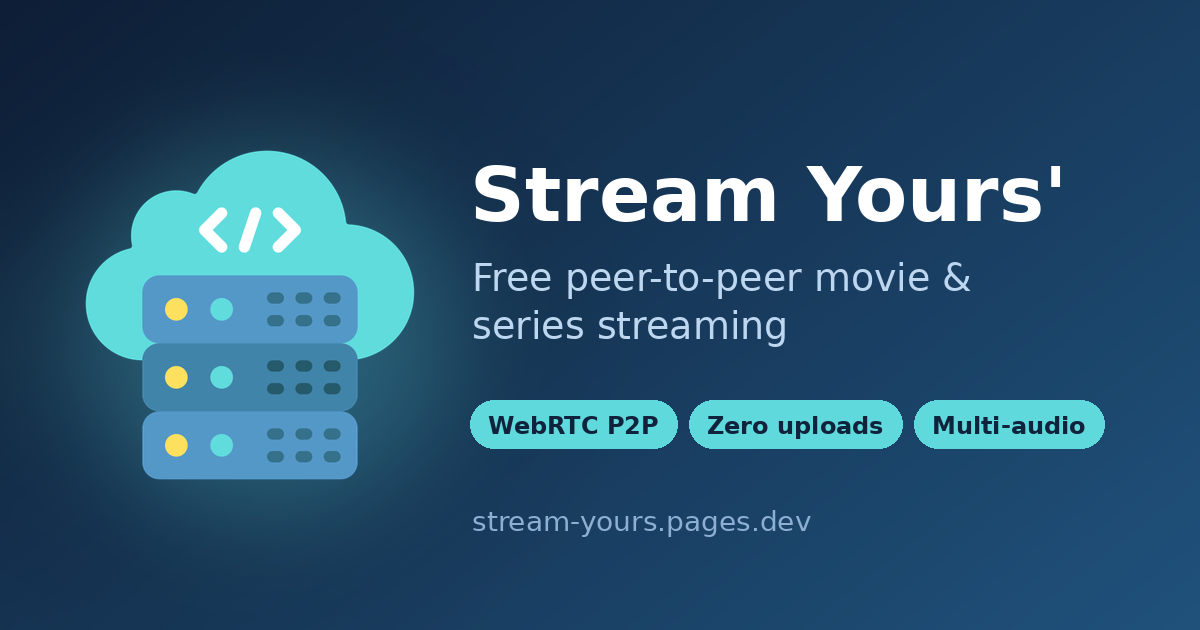 </>
Stream Yours'
Free peer-to-peer movie &
series streaming
WebRTC P2P
Zero uploads
Multi-audio
stream-yours.pages.dev